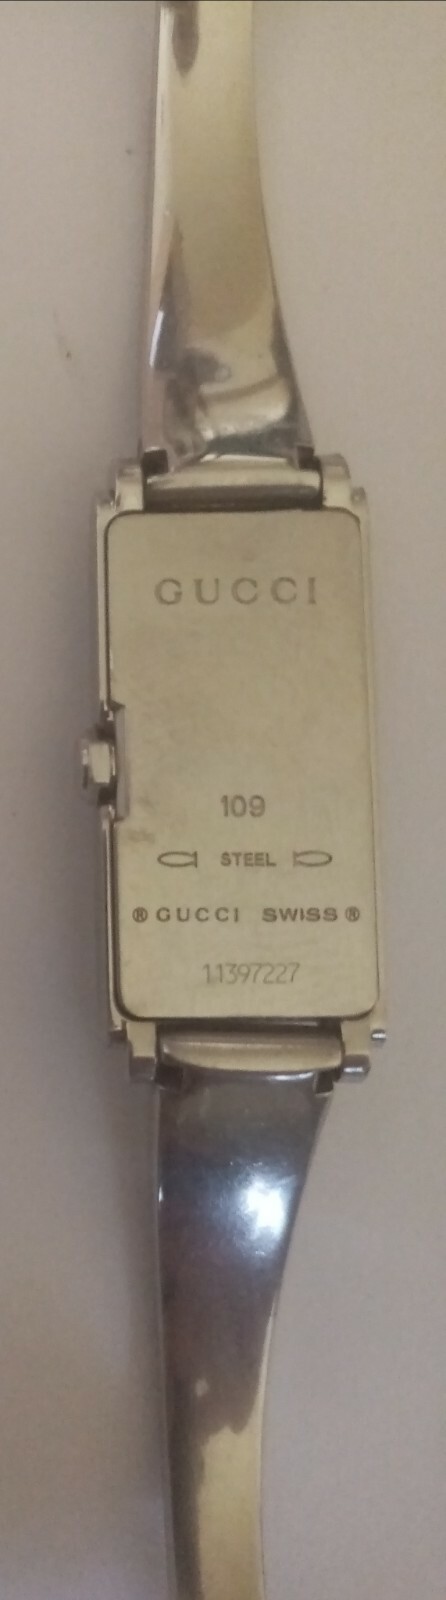 GUCCI
109
STEEL
® GUCCI SWISS ®
11397227